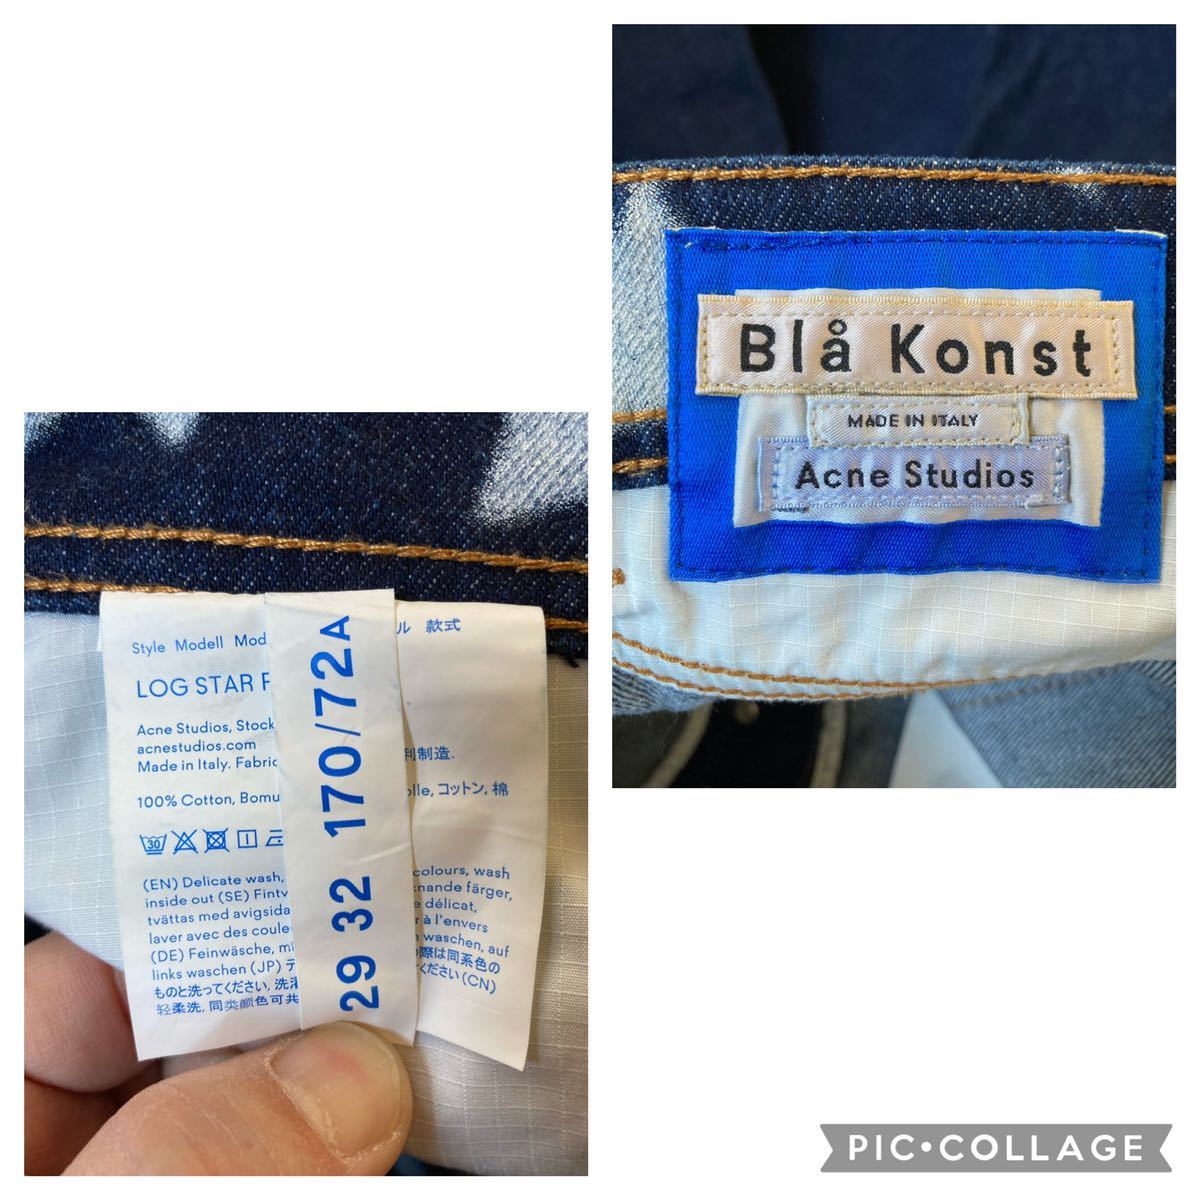 Blå Konst
MADE IN ITALY
Acne Studios
Style Modell Mod
ル 款式
LOG STAR
Acne Studios, Stock
acnestudios.com
Made in Italy. Fabric
利制造.
100% Cotton, Bomu
olle, コットン, 棉
30
(EN) Delicate wash,
colours, wash
inside out (SE) Fintv
knande färger,
tvättas med avigsida
e délicat,
laver avec des coule
r à l'envers
(DE) Feinwäsche, mi
n waschen, auf
links waschen (JP) デ
の際は同系色の
ものと洗ってください, 洗濯
ください (CN)
轻柔洗, 同类颜色可共
29 32 170/72A
PIC•COLLAGE